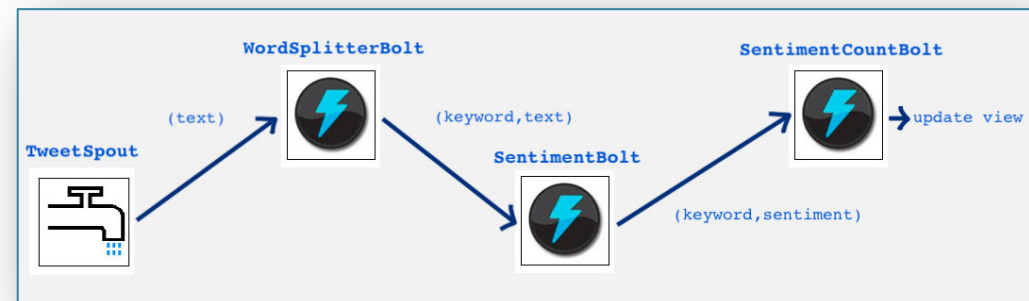 WordSplitterBolt
SentimentCountBolt
(text)
(keyword,text)
update view
TweetSpout
SentimentBolt
(keyword,sentiment)